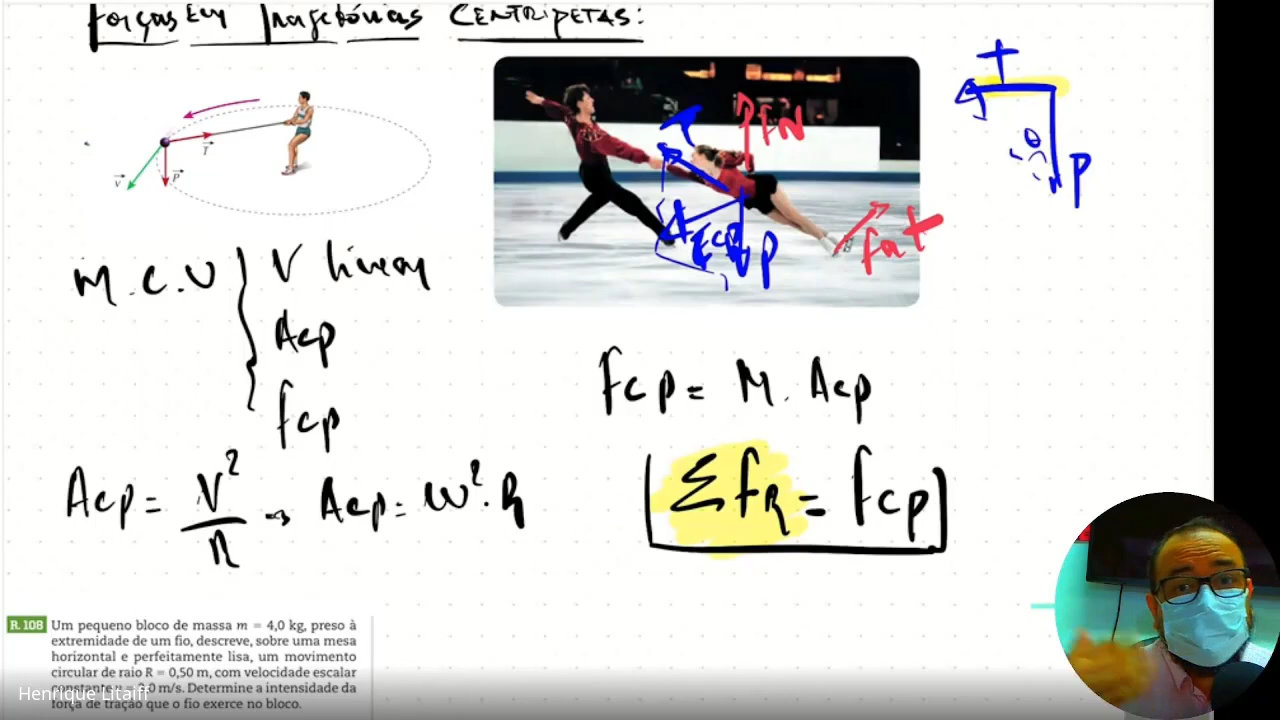 Forças Em Trajetórias CENTRÍPETAS:
T
FN
T
P
v
T
P
θ
P
Fcp
Fat
M.C.U
V linear
Acp
Fcp
Fcp = M. Acp
Acp = V²/R → Acp = W².R
ΣFR = Fcp
R. 108 Um pequeno bloco de massa m = 4,0 kg, preso à
extremidade de um fio, descreve, sobre uma mesa
horizontal e perfeitamente lisa, um movimento
circular de raio R = 0,50 m, com velocidade escalar
m/s. Determine a intensidade da
força de tração que o fio exerce no bloco.
Henrique Litaiff